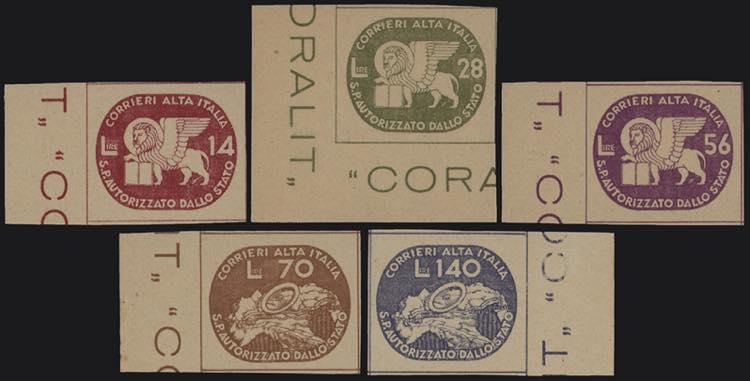 T„ “CO
CORRIERI ALTA ITALIA
LIRE 14
S.P. AUTORIZZATO DALLO STATO
ORALIT„ “CORA
CORRIERI ALTA ITALIA
LIRE 28
S.P. AUTORIZZATO DALLO STATO
T„ “CO
CORRIERI ALTA ITALIA
LIRE 56
S.P. AUTORIZZATO DALLO STATO
T„ “CO
CORRIERI ALTA ITALIA
LIRE 70
S.P. AUTORIZZATO DALLO STATO
CORRIERI ALTA ITALIA
LIRE 140
S.P. AUTORIZZATO DALLO STATO
T„ “CO